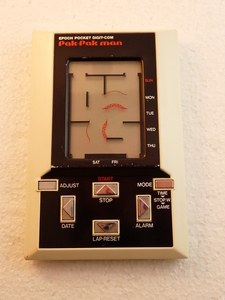 EPOCH POCKET DIGIT-COM
Pak-Pak man
SUN
MON
TUE
WED
THU
SAT FIN
START
STOP
ADJUST
MODE
TIME
STOP-W
GAME
DATE
ALARM
LAP-RESET